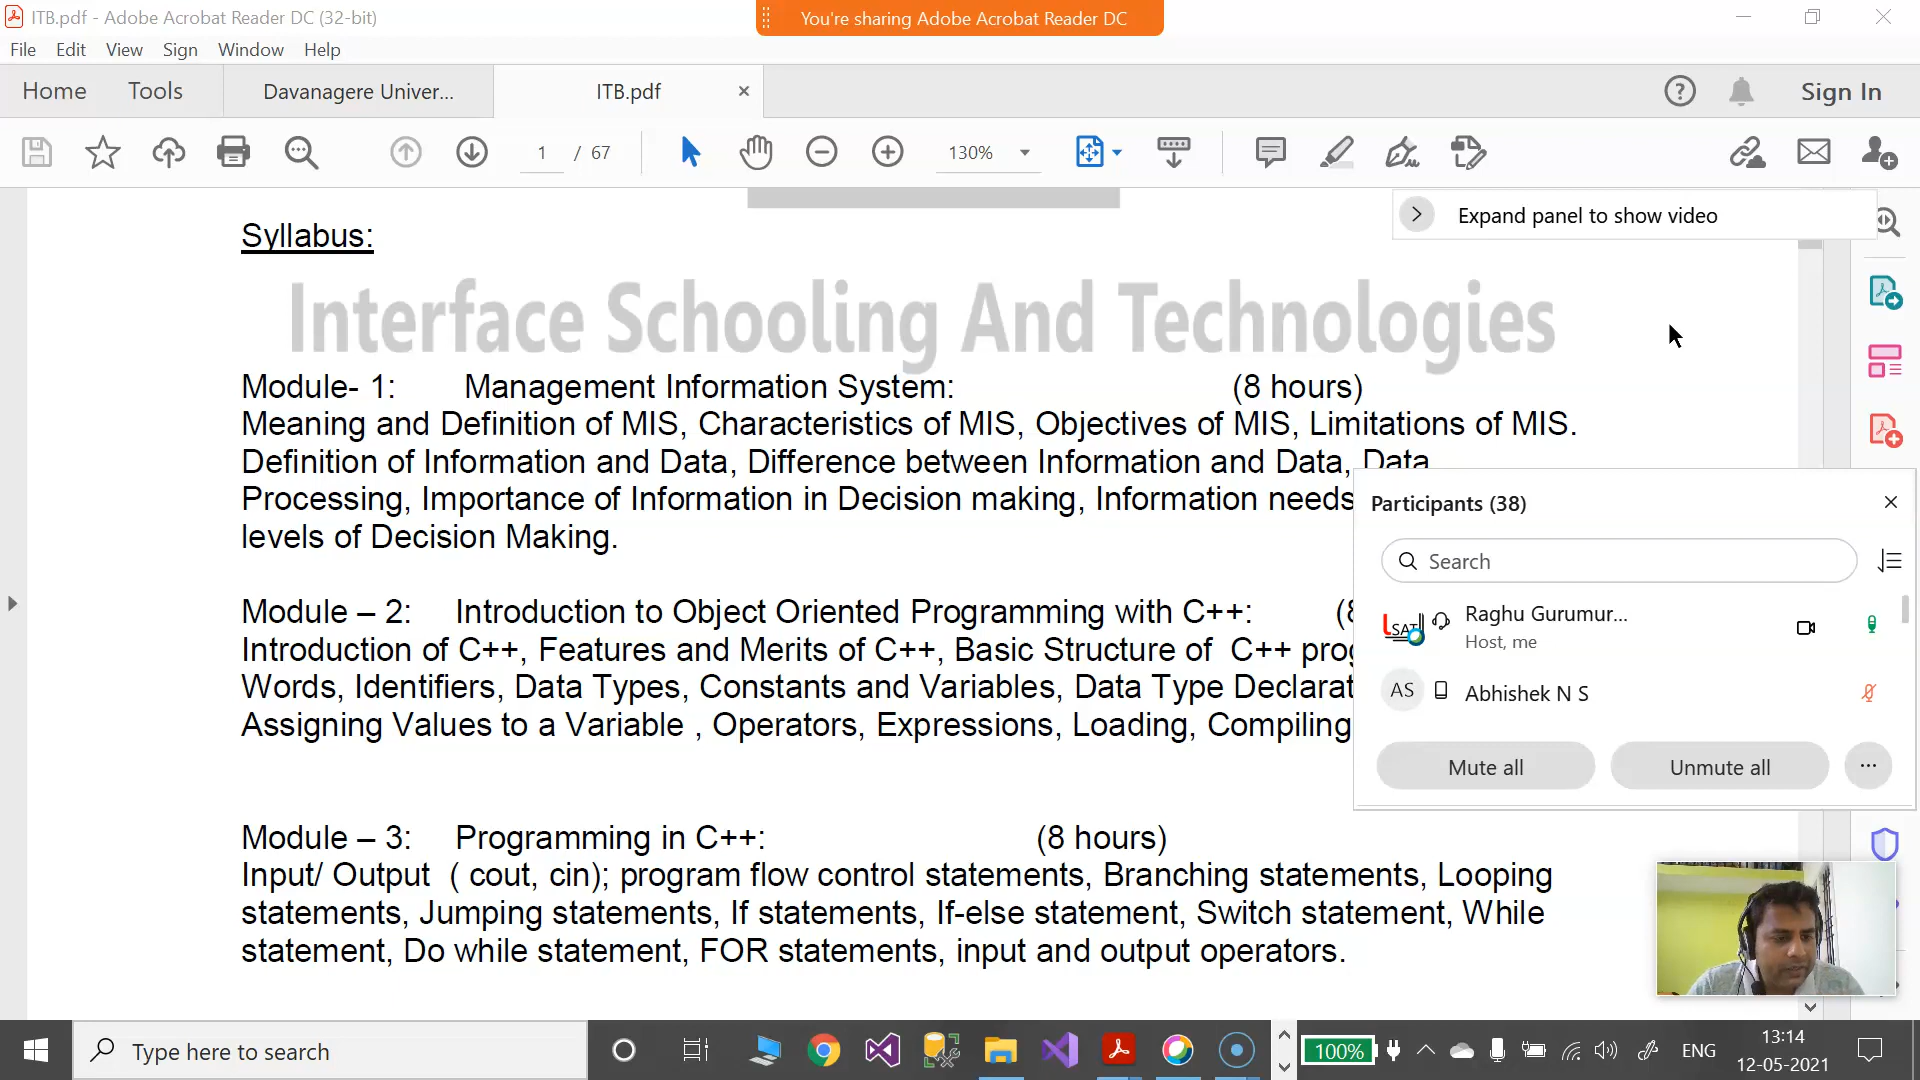 ITB.pdf - Adobe Acrobat Reader DC (32-bit)
You're sharing Adobe Acrobat Reader DC
File Edit View Sign Window Help
Home Tools Davanagere Univer... ITB.pdf Sign In
1 / 67 130%
Expand panel to show video
Syllabus:
Interface Schooling And Technologies
Module- 1: Management Information System: (8 hours)
Meaning and Definition of MIS, Characteristics of MIS, Objectives of MIS, Limitations of MIS.
Definition of Information and Data, Difference between Information and Data, Data
Processing, Importance of Information in Decision making, Information needs
levels of Decision Making.
Module – 2: Introduction to Object Oriented Programming with C++: (8
Introduction of C++, Features and Merits of C++, Basic Structure of C++ prog
Words, Identifiers, Data Types, Constants and Variables, Data Type Declarat
Assigning Values to a Variable , Operators, Expressions, Loading, Compiling
Module – 3: Programming in C++: (8 hours)
Input/ Output ( cout, cin); program flow control statements, Branching statements, Looping
statements, Jumping statements, If statements, If-else statement, Switch statement, While
statement, Do while statement, FOR statements, input and output operators.
Participants (38)
Search
LSAT
Raghu Gurumur...
Host, me
AS Abhishek N S
Mute all Unmute all
Type here to search
100%
ENG
13:14
12-05-2021